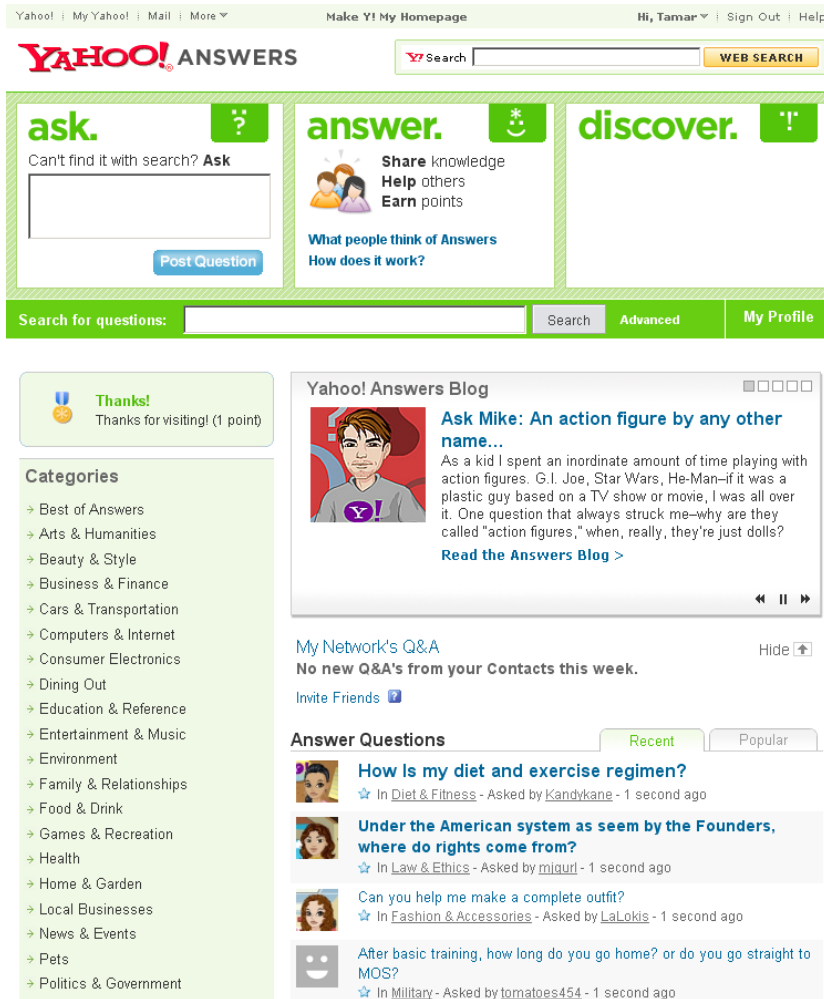 Yahoo! My Yahoo! Mail More Make Y! My Homepage Hi, Tamar Sign Out Help
YAHOO! ANSWERS
Y! Search WEB SEARCH
ask.
Can't find it with search? Ask
Post Question
answer.
Share knowledge
Help others
Earn points
What people think of Answers
How does it work?
discover.
Search for questions: Search Advanced My Profile
Thanks!
Thanks for visiting! (1 point)
Categories
Best of Answers
Arts & Humanities
Beauty & Style
Business & Finance
Cars & Transportation
Computers & Internet
Consumer Electronics
Dining Out
Education & Reference
Entertainment & Music
Environment
Family & Relationships
Food & Drink
Games & Recreation
Health
Home & Garden
Local Businesses
News & Events
Pets
Politics & Government
Yahoo! Answers Blog
Y!
Ask Mike: An action figure by any other
name...
As a kid I spent an inordinate amount of time playing with
action figures. G.I. Joe, Star Wars, He-Man–if it was a
plastic guy based on a TV show or movie, I was all over
it. One question that always struck me–why are they
called "action figures," when, really, they're just dolls?
Read the Answers Blog >
My Network's Q&A Hide
No new Q&A's from your Contacts this week.
Invite Friends ?
Answer Questions Recent Popular
How Is my diet and exercise regimen?
In Diet & Fitness - Asked by Kandykane - 1 second ago
Under the American system as seem by the Founders,
where do rights come from?
In Law & Ethics - Asked by mjgurl - 1 second ago
Can you help me make a complete outfit?
In Fashion & Accessories - Asked by LaLokis - 1 second ago
After basic training, how long do you go home? or do you go straight to
MOS?
In Military - Asked by tomatoes454 - 1 second ago